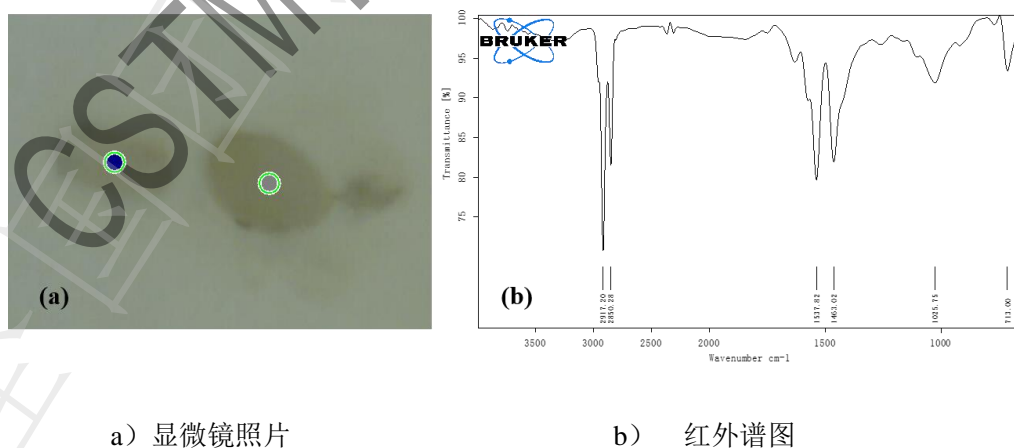 CSTM
(a)
BRUKER
Transmittance [%]
100
95
90
85
80
75
(b)
2917.20
2850.28
1537.82
1463.02
1025.75
713.00
3500 3000 2500 2000 1500 1000
Wavenumber cm-1
a）显微镜照片 b） 红外谱图